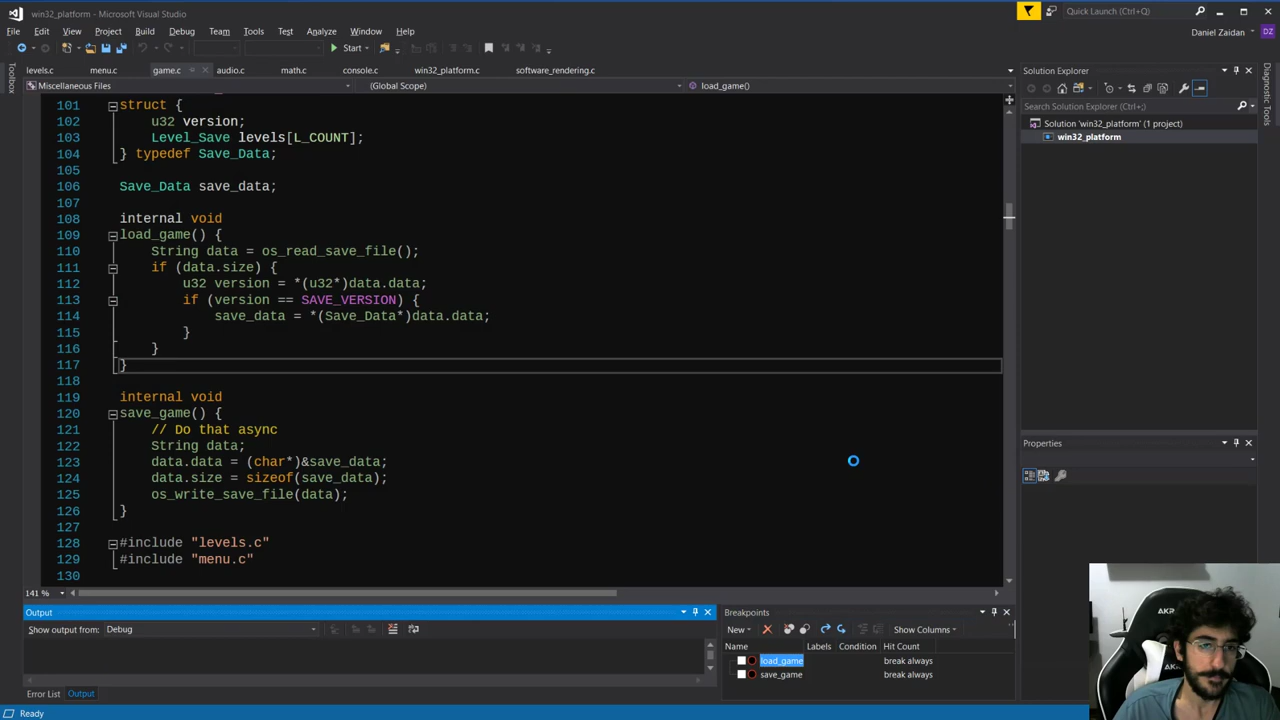 win32_platform - Microsoft Visual Studio
Quick Launch (Ctrl+Q)
File Edit View Project Build Debug Team Tools Test Analyze Window Help
Daniel Zaidan
DZ
Start
levels.c menu.c game.c audio.c math.c console.c win32_platform.c software_rendering.c
Miscellaneous Files (Global Scope) load_game()
101 struct {
102 u32 version;
103 Level_Save levels[L_COUNT];
104 } typedef Save_Data;
105
106 Save_Data save_data;
107
108 internal void
109 load_game() {
110 String data = os_read_save_file();
111 if (data.size) {
112 u32 version = *(u32*)data.data;
113 if (version == SAVE_VERSION) {
114 save_data = *(Save_Data*)data.data;
115 }
116 }
117 }
118
119 internal void
120 save_game() {
121 // Do that async
122 String data;
123 data.data = (char*)&save_data;
124 data.size = sizeof(save_data);
125 os_write_save_file(data);
126 }
127
128 #include "levels.c"
129 #include "menu.c"
130
141 %
Toolbox
Solution Explorer
Search Solution Explorer (Ctrl+;)
Solution 'win32_platform' (1 project)
win32_platform
Diagnostic Tools
Properties
Output
Show output from: Debug
Error List Output
Breakpoints
New Show Columns
Name Labels Condition Hit Count
load_game break always
save_game break always
Ready
AKR